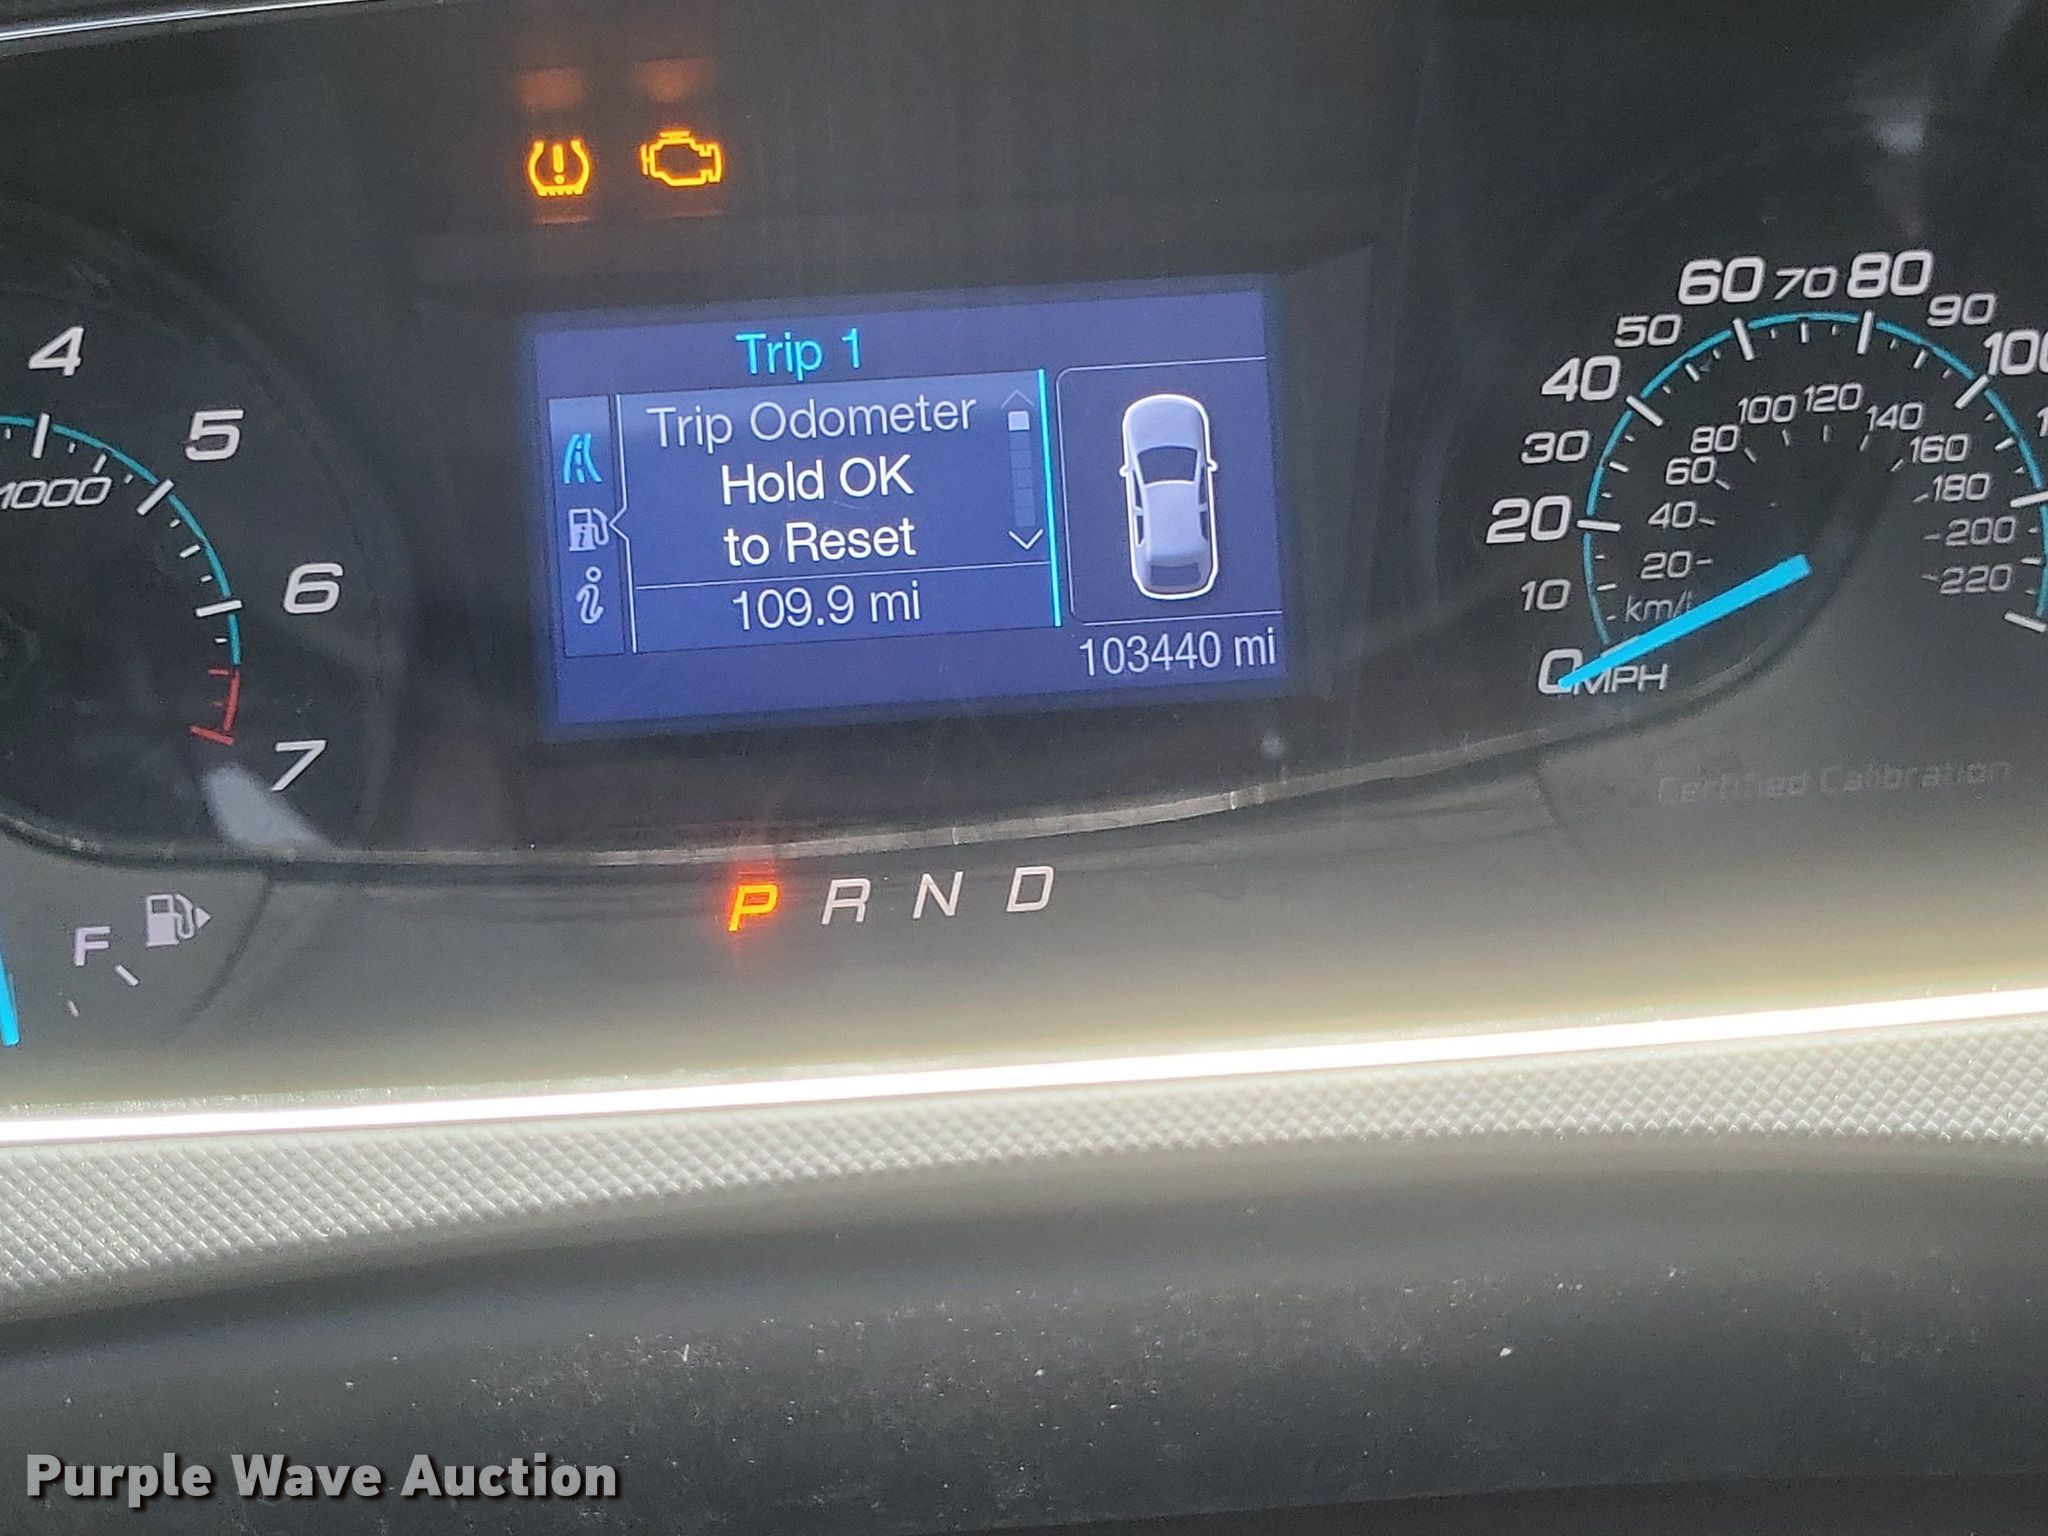 Trip 1
Trip Odometer
Hold OK
to Reset
109.9 mi
103440 mi
4
5
6
7
1000
F
P R N D
0 10 20 30 40 50 60 70 80 90 100
20 40 60 80 100 120 140 160 180 200 220
MPH
Certified Calibration
Purple Wave Auction